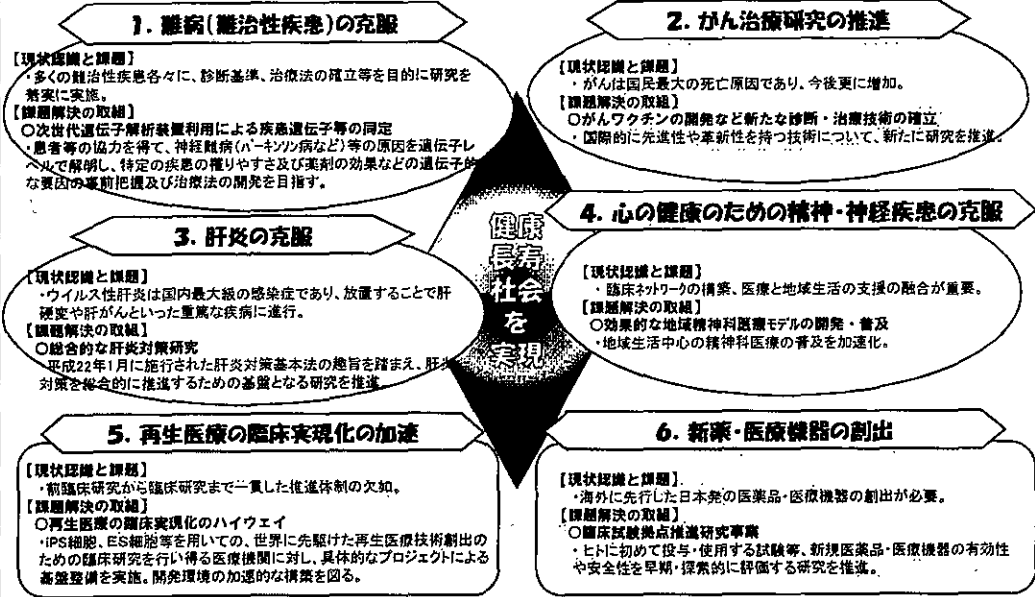 1. 難病(難治性疾患)の克服
【現状認識と課題】
・多くの難治性疾患各々に、診断基準、治療法の確立等を目的に研究を
着実に実施。
【課題解決の取組】
○次世代遺伝子解析装置利用による疾患遺伝子等の同定
・患者等の協力を得て、神経難病(パーキンソン病など)等の原因を遺伝子レ
ベルで解明し、特定の疾患の罹りやすさ及び薬剤の効果などの遺伝子的
な要因の事前把握及び治療法の開発を目指す。
2. がん治療研究の推進
【現状認識と課題】
・がんは国民最大の死亡原因であり、今後更に増加。
【課題解決の取組】
○がんワクチンの開発など新たな診断・治療技術の確立
・国際的に先進性や革新性を持つ技術について、新たに研究を推進。
3. 肝炎の克服
【現状認識と課題】
・ウイルス性肝炎は国内最大級の感染症であり、放置することで肝
硬変や肝がんといった重篤な疾病に進行。
【課題解決の取組】
○総合的な肝炎対策研究
・平成22年1月に施行された肝炎対策基本法の趣旨を踏まえ、肝炎
対策を総合的に推進するための基盤となる研究を推進。
健康
長寿
社会
を
実現
4. 心の健康のための精神・神経疾患の克服
【現状認識と課題】
・臨床ネットワークの構築、医療と地域生活の支援の融合が重要。
【課題解決の取組】
○効果的な地域精神科医療モデルの開発・普及
・地域生活中心の精神科医療の普及を加速化。
5. 再生医療の臨床実現化の加速
【現状認識と課題】
・前臨床研究から臨床研究まで一貫した推進体制の欠如。
【課題解決の取組】
○再生医療の臨床実現化のハイウェイ
・iPS細胞、ES細胞等を用いての、世界に先駆けた再生医療技術創出の
ための臨床研究を行い得る医療機関に対し、具体的なプロジェクトによる
基盤整備を実施。開発環境の加速的な構築を図る。
6. 新薬・医療機器の創出
【現状認識と課題】
・海外に先行した日本発の医薬品・医療機器の創出が必要。
【課題解決の取組】
○臨床試験拠点推進研究事業
・ヒトに初めて投与・使用する試験等、新規医薬品・医療機器の有効性
や安全性を早期・探索的に評価する研究を推進。